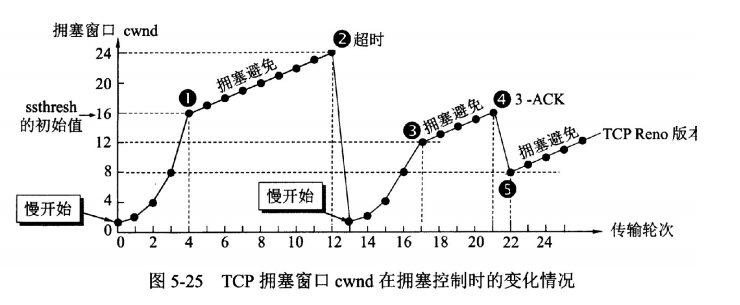 拥塞窗口 cwnd
24
20
ssthresh
的初始值
16
12
8
4
0
❶
拥塞避免
❷超时
❸
拥塞避免
❹ 3-ACK
拥塞避免
❺
TCP Reno 版本
慢开始
慢开始
0 2 4 6 8 10 12 14 16 18 20 22 24
传输轮次
图 5-25 TCP 拥塞窗口 cwnd 在拥塞控制时的变化情况